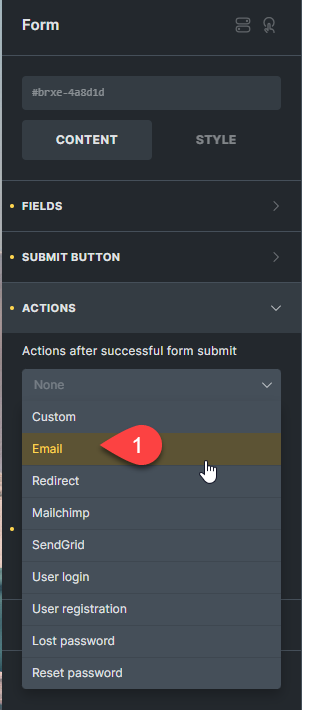 Form
#brxe-4a8d1d
CONTENT STYLE
FIELDS
SUBMIT BUTTON
ACTIONS
Actions after successful form submit
None
Custom
Email 1
Redirect
Mailchimp
SendGrid
User login
User registration
Lost password
Reset password